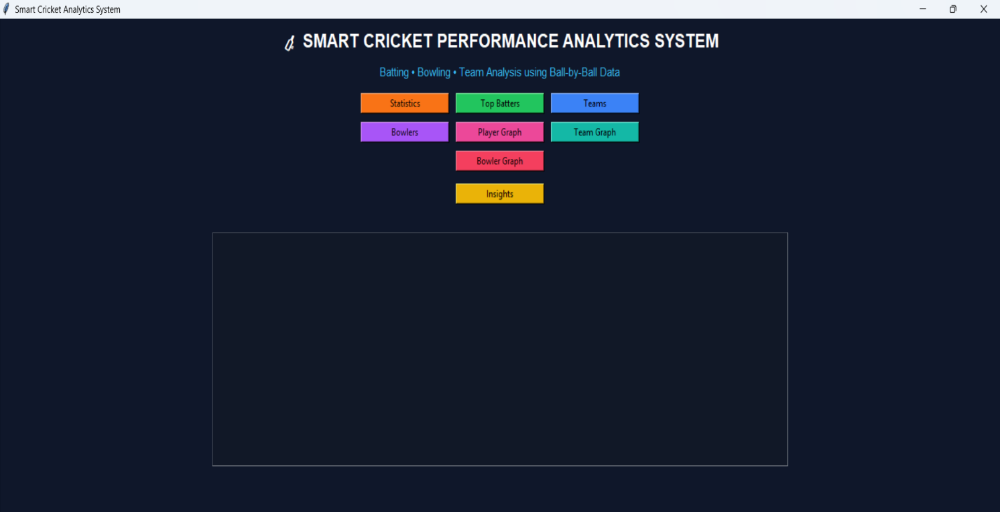 Smart Cricket Analytics System
SMART CRICKET PERFORMANCE ANALYTICS SYSTEM
Batting • Bowling • Team Analysis using Ball-by-Ball Data
Statistics Top Batters Teams
Bowlers Player Graph Team Graph
Bowler Graph
Insights